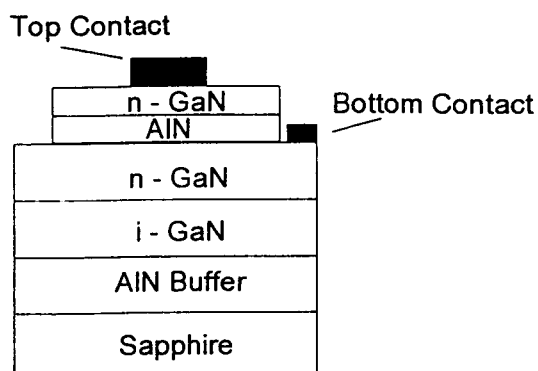 Top Contact
n - GaN
AlN
Bottom Contact
n - GaN
i - GaN
AlN Buffer
Sapphire